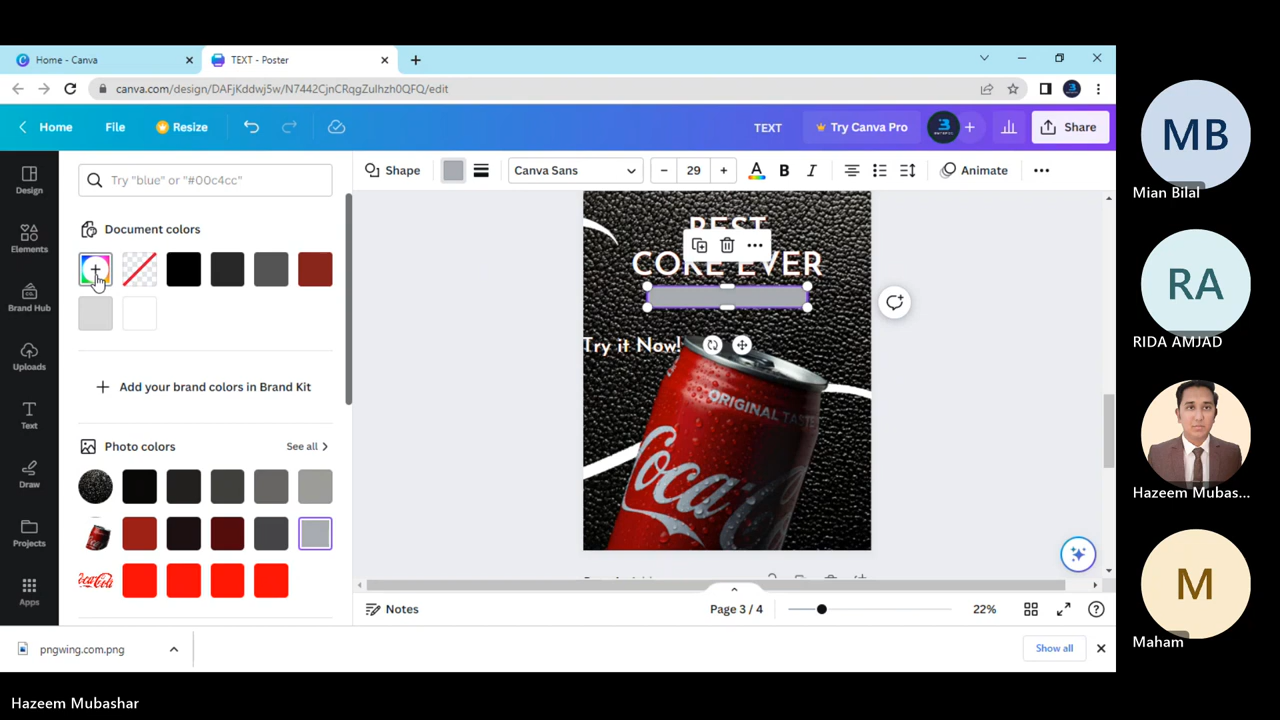 Home - Canva
TEXT - Poster
canva.com/design/DAFjKddwj5w/N7442CjnCRqgZulhzh0QFQ/edit
Home
File
Resize
TEXT
Try Canva Pro
Share
Design
Elements
Brand Hub
Uploads
Text
Draw
Projects
Apps
Try "blue" or "#00c4cc"
Document colors
Add your brand colors in Brand Kit
Photo colors
See all
Shape
Canva Sans
29
A
B
I
Animate
BEST
COKE EVER
Try it Now!
ORIGINAL TASTE
Coca
Notes
Page 3 / 4
22%
pngwing.com.png
Show all
MB
Mian Bilal
RA
RIDA AMJAD
Hazeem Mubas...
M
Maham
Hazeem Mubashar